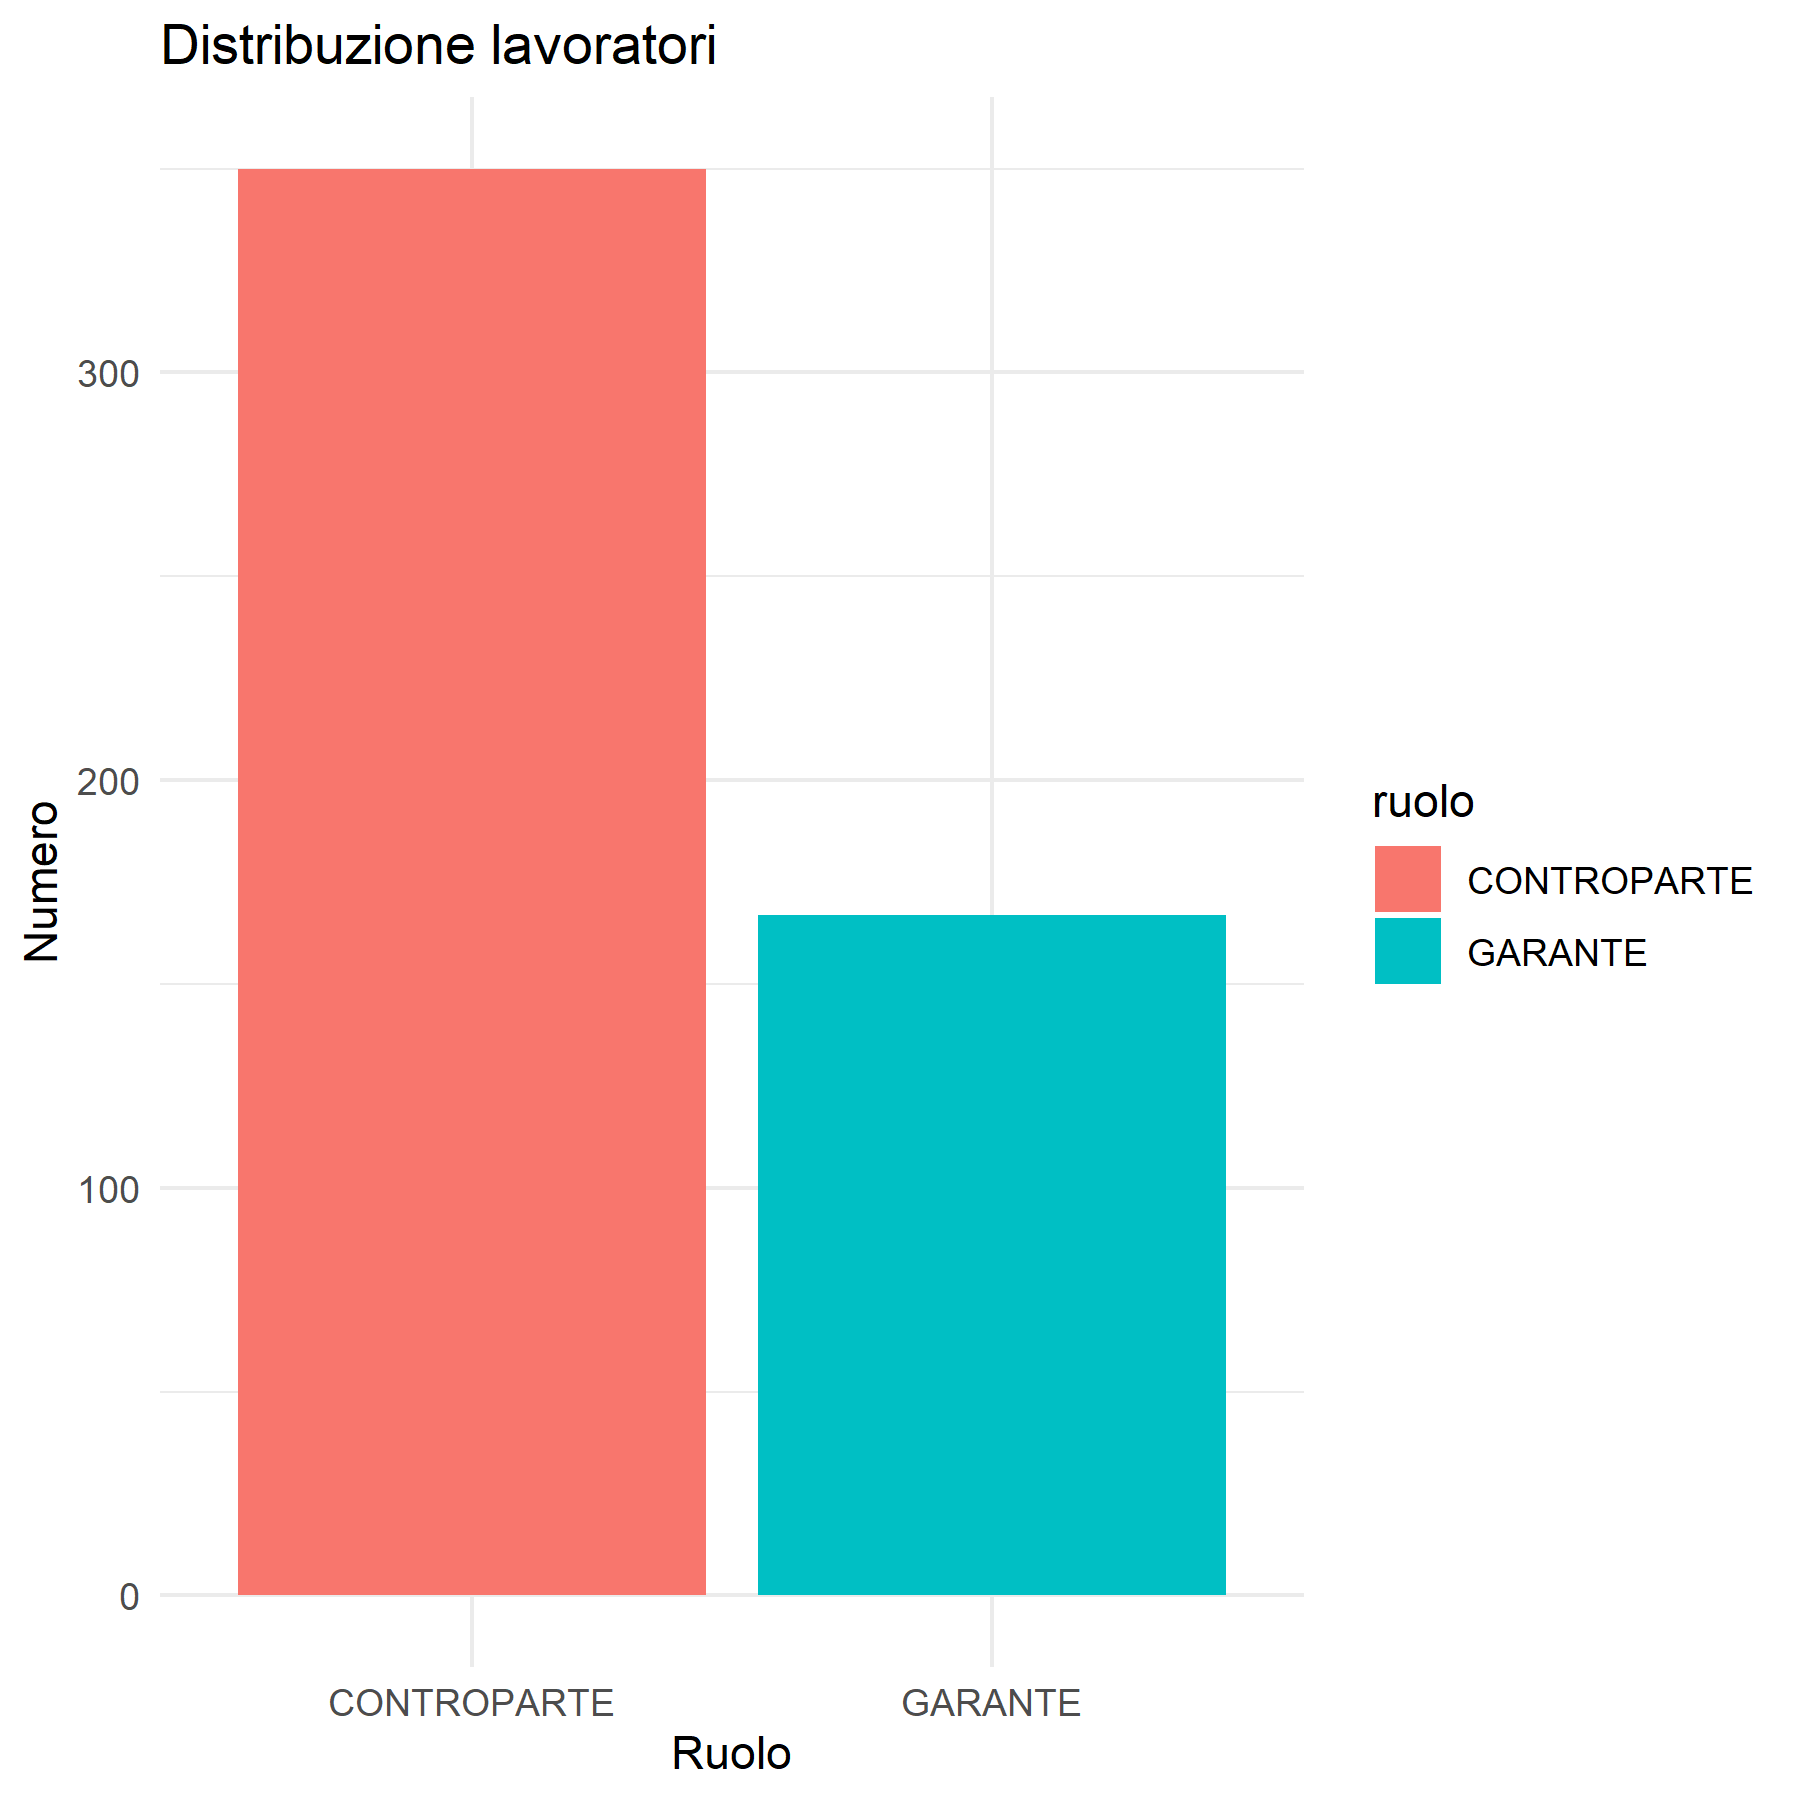 Distribuzione lavoratori
Numero
300
200
100
0
CONTROPARTE
GARANTE
Ruolo
ruolo
CONTROPARTE
GARANTE